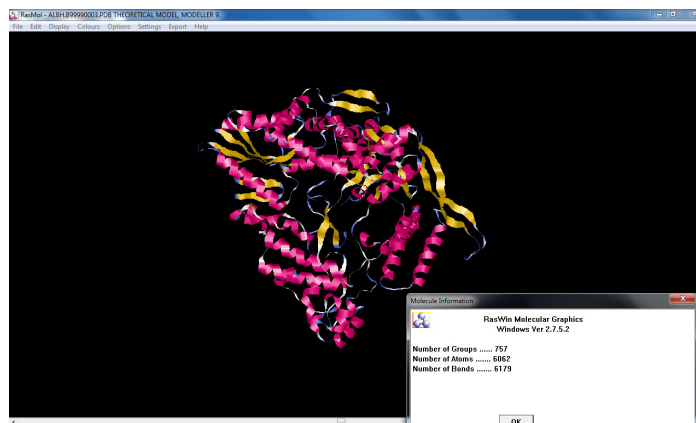 RasMol - ALBH.B99990003.PDB THEORETICAL MODEL, MODELLER 9.
File Edit Display Colours Options Settings Export Help
Molecule Information
RasWin Molecular Graphics
Windows Ver 2.7.5.2
Number of Groups ...... 757
Number of Atoms ....... 6062
Number of Bonds ....... 6179
OK